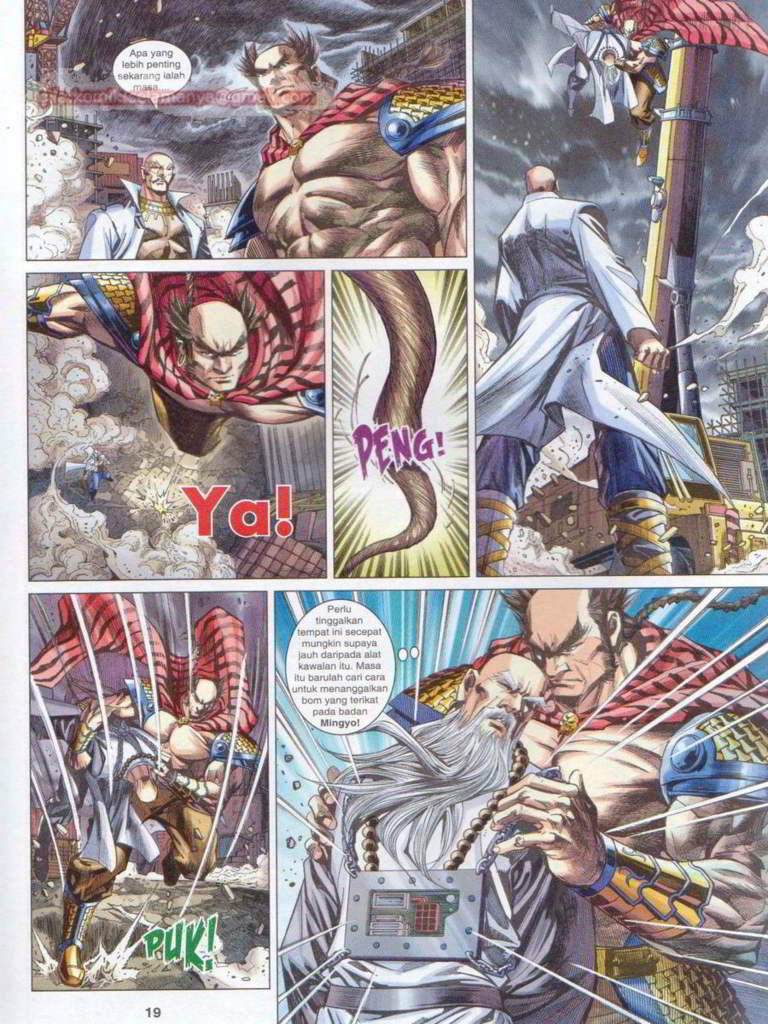 Apa yang
lebih penting
sekarang ialah
masa...
Ya!
PENG!
PUK!
Perlu
tinggalkan
tempat ini secepat
mungkin supaya
jauh daripada alat
kawalan itu. Masa
itu barulah cari cara
untuk menanggalkan
bom yang terikat
pada badan
Mingyo!
19